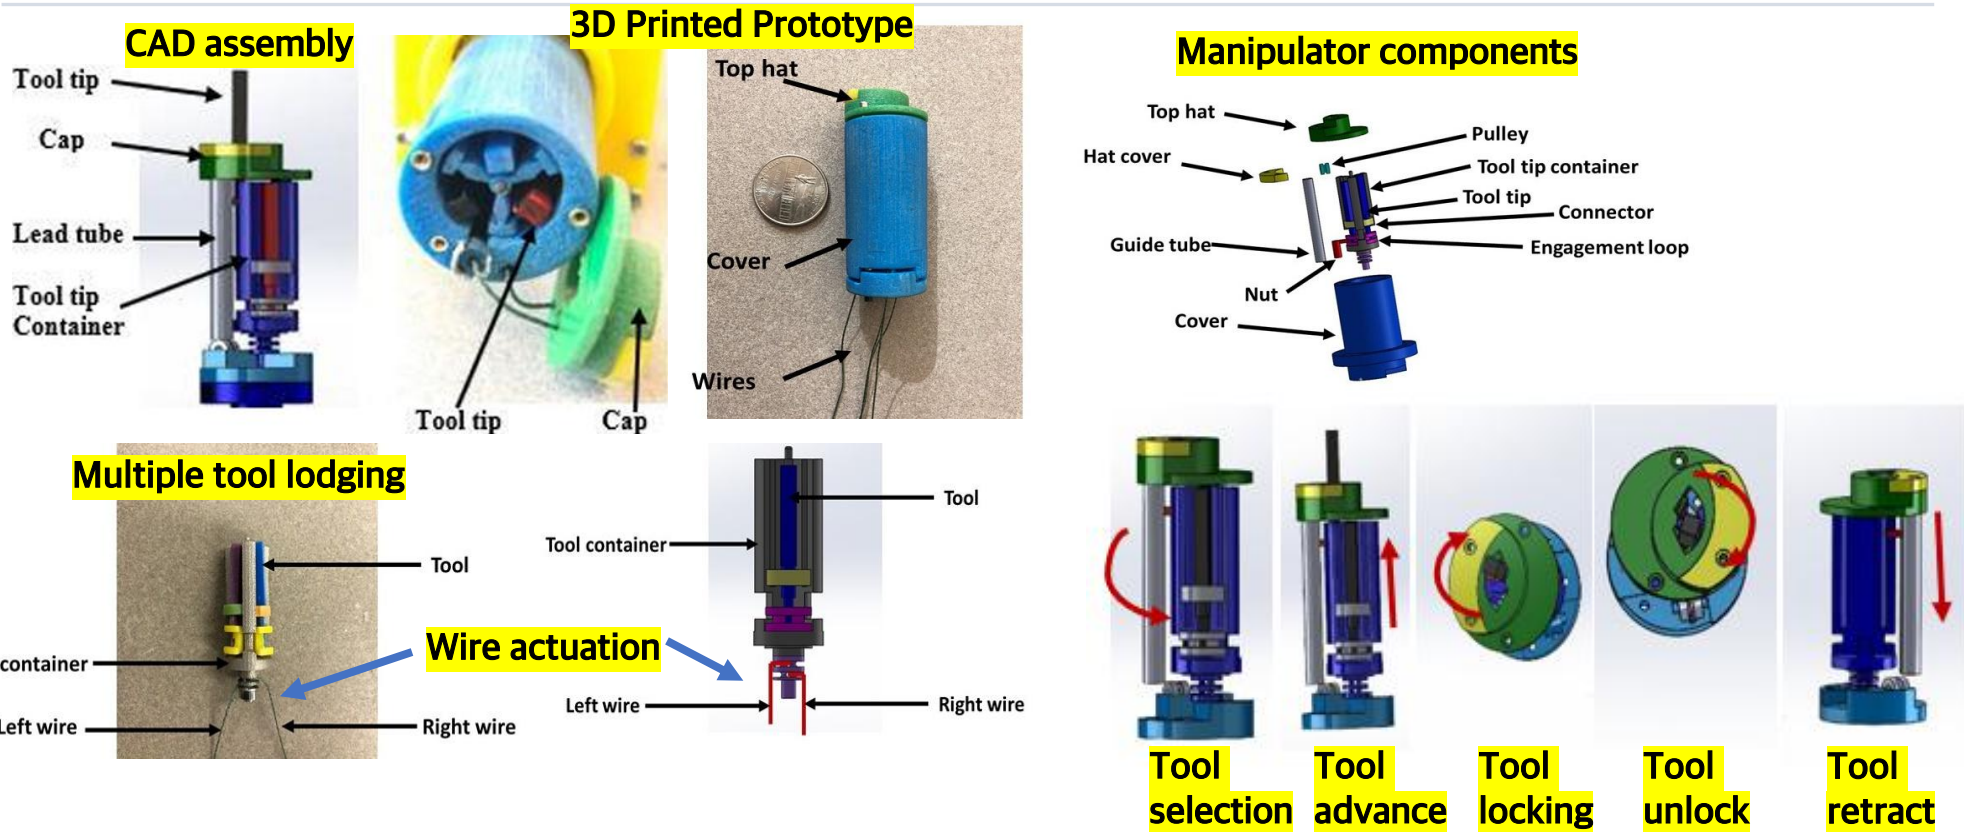 CAD assembly
Tool tip
Cap
Lead tube
Tool tip
Container
3D Printed Prototype
Tool tip
Cap
Top hat
Cover
Wires
Manipulator components
Top hat
Hat cover
Guide tube
Nut
Cover
Pulley
Tool tip container
Tool tip
Connector
Engagement loop
Multiple tool lodging
Tool
container
Left wire
Right wire
Wire actuation
Tool
Tool container
Left wire
Right wire
Tool
selection
Tool
advance
Tool
locking
Tool
unlock
Tool
retract